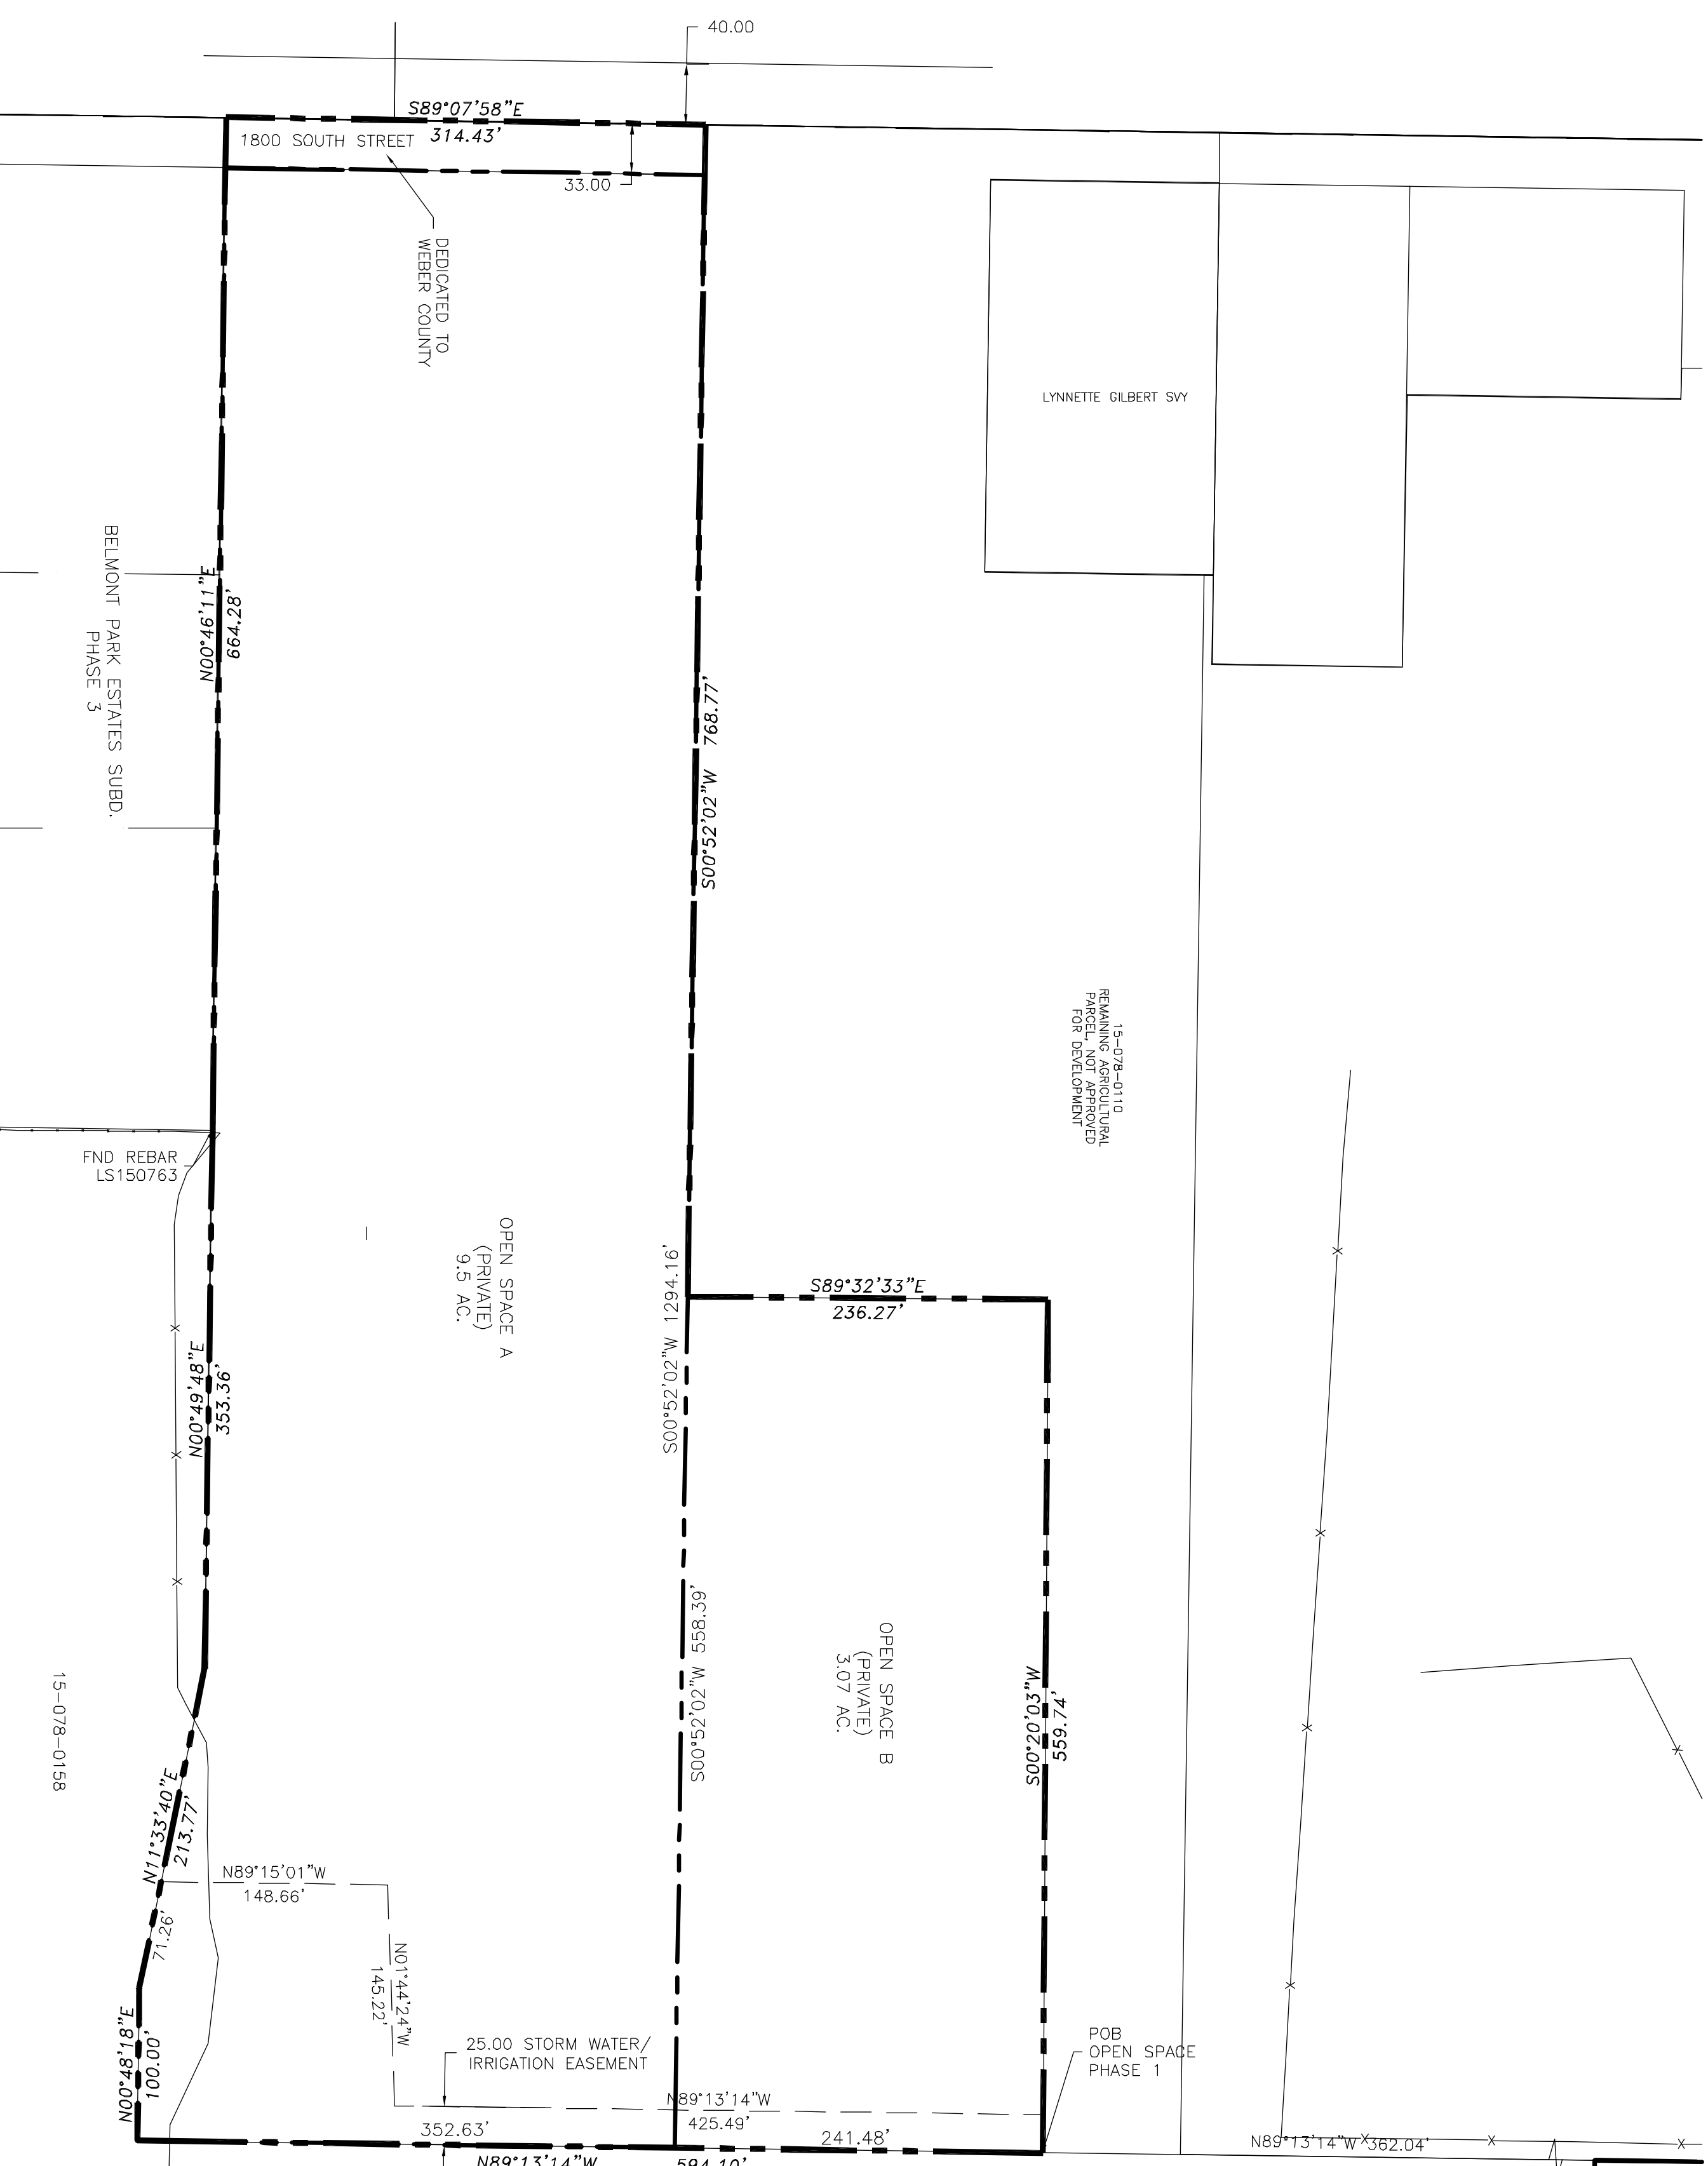 40.00
S89°07'58"E
1800 SOUTH STREET
314.43'
33.00
DEDICATED TO
WEBER COUNTY
LYNNETTE GILBERT SVY
BELMONT PARK ESTATES SUBD.
PHASE 3
N00°46'11"E
664.28'
S00°52'02"W 768.77'
15-078-0110
REMAINING AGRICULTURAL
PARCEL, NOT APPROVED
FOR DEVELOPMENT
FND REBAR
LS150763
OPEN SPACE A
(PRIVATE)
9.5 AC.
S00°52'02"W 1294.16'
S89°32'33"E
236.27'
N00°49'48"E
353.36'
S00°52'02"W 558.39'
OPEN SPACE B
(PRIVATE)
3.07 AC.
S00°20'03"W
559.74'
15-078-0158
N11°33'40"E
213.77'
N89°15'01"W
148.66'
71.26'
N01°44'24"W
145.22'
N00°48'18"E
100.00'
25.00 STORM WATER/
IRRIGATION EASEMENT
POB
OPEN SPACE
PHASE 1
N89°13'14"W
425.49'
352.63'
241.48'
N89°13'14"W 362.04'
N89°13'14"W 594.10'